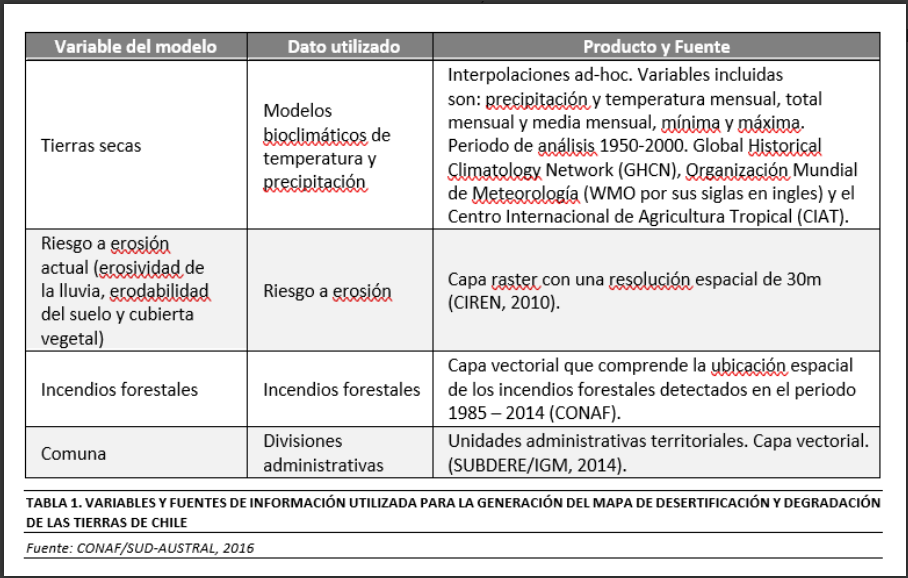 Variable del modelo
Dato utilizado
Producto y Fuente
Tierras secas
Modelos
bioclimáticos de
temperatura y
precipitación
Interpolaciones ad-hoc. Variables incluidas
son: precipitación y temperatura mensual, total
mensual y media mensual, mínima y máxima.
Periodo de análisis 1950-2000. Global Historical
Climatology Network (GHCN), Organización Mundial
de Meteorología (WMO por sus siglas en ingles) y el
Centro Internacional de Agricultura Tropical (CIAT).
Riesgo a erosión
actual (erosividad de
la lluvia, erodabilidad
del suelo y cubierta
vegetal)
Riesgo a erosión
Capa raster con una resolución espacial de 30m
(CIREN, 2010).
Incendios forestales
Incendios forestales
Capa vectorial que comprende la ubicación espacial
de los incendios forestales detectados en el periodo
1985 – 2014 (CONAF).
Comuna
Divisiones
administrativas
Unidades administrativas territoriales. Capa vectorial.
(SUBDERE/IGM, 2014).
TABLA 1. VARIABLES Y FUENTES DE INFORMACIÓN UTILIZADA PARA LA GENERACIÓN DEL MAPA DE DESERTIFICACIÓN Y DEGRADACIÓN
DE LAS TIERRAS DE CHILE
Fuente: CONAF/SUD-AUSTRAL, 2016